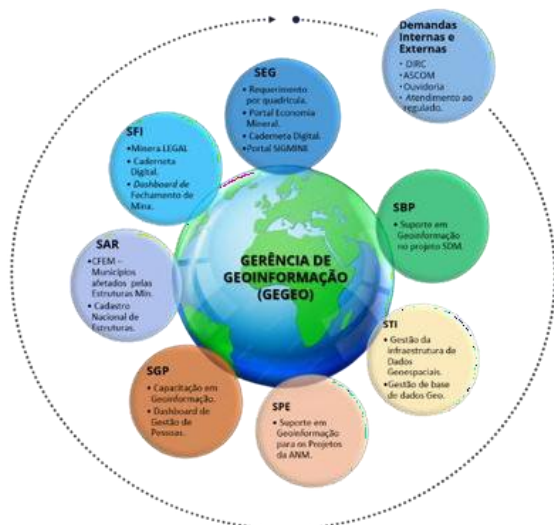 Demandas
Internas e
Externas
• DIRC
• ASCOM
• Ouvidoria
• Atendimento ao
regulado.
SEG
• Requerimento
por quadrícula.
• Portal Economia
Mineral.
• Caderneta Digital.
•Portal SIGMINE
SFI
•Minera LEGAL
• Caderneta
Digital.
• Dashboard de
Fechamento de
Mina.
SBP
• Suporte em
Geoinformação
no projeto SDM.
GERÊNCIA DE
GEOINFORMAÇÃO
(GEGEO)
SAR
•CFEM –
Municípios
afetados pelas
Estruturas Min.
• Cadastro
Nacional de
Estruturas.
STI
• Gestão da
infraestrutura de
Dados
Geoespaciais.
•Gestão de base
de dados Geo.
SGP
• Capacitação em
Geoinformação.
• Dashboard de
Gestão de
Pessoas.
SPE
• Suporte em
Geoinformação
para os Projetos
da ANM.